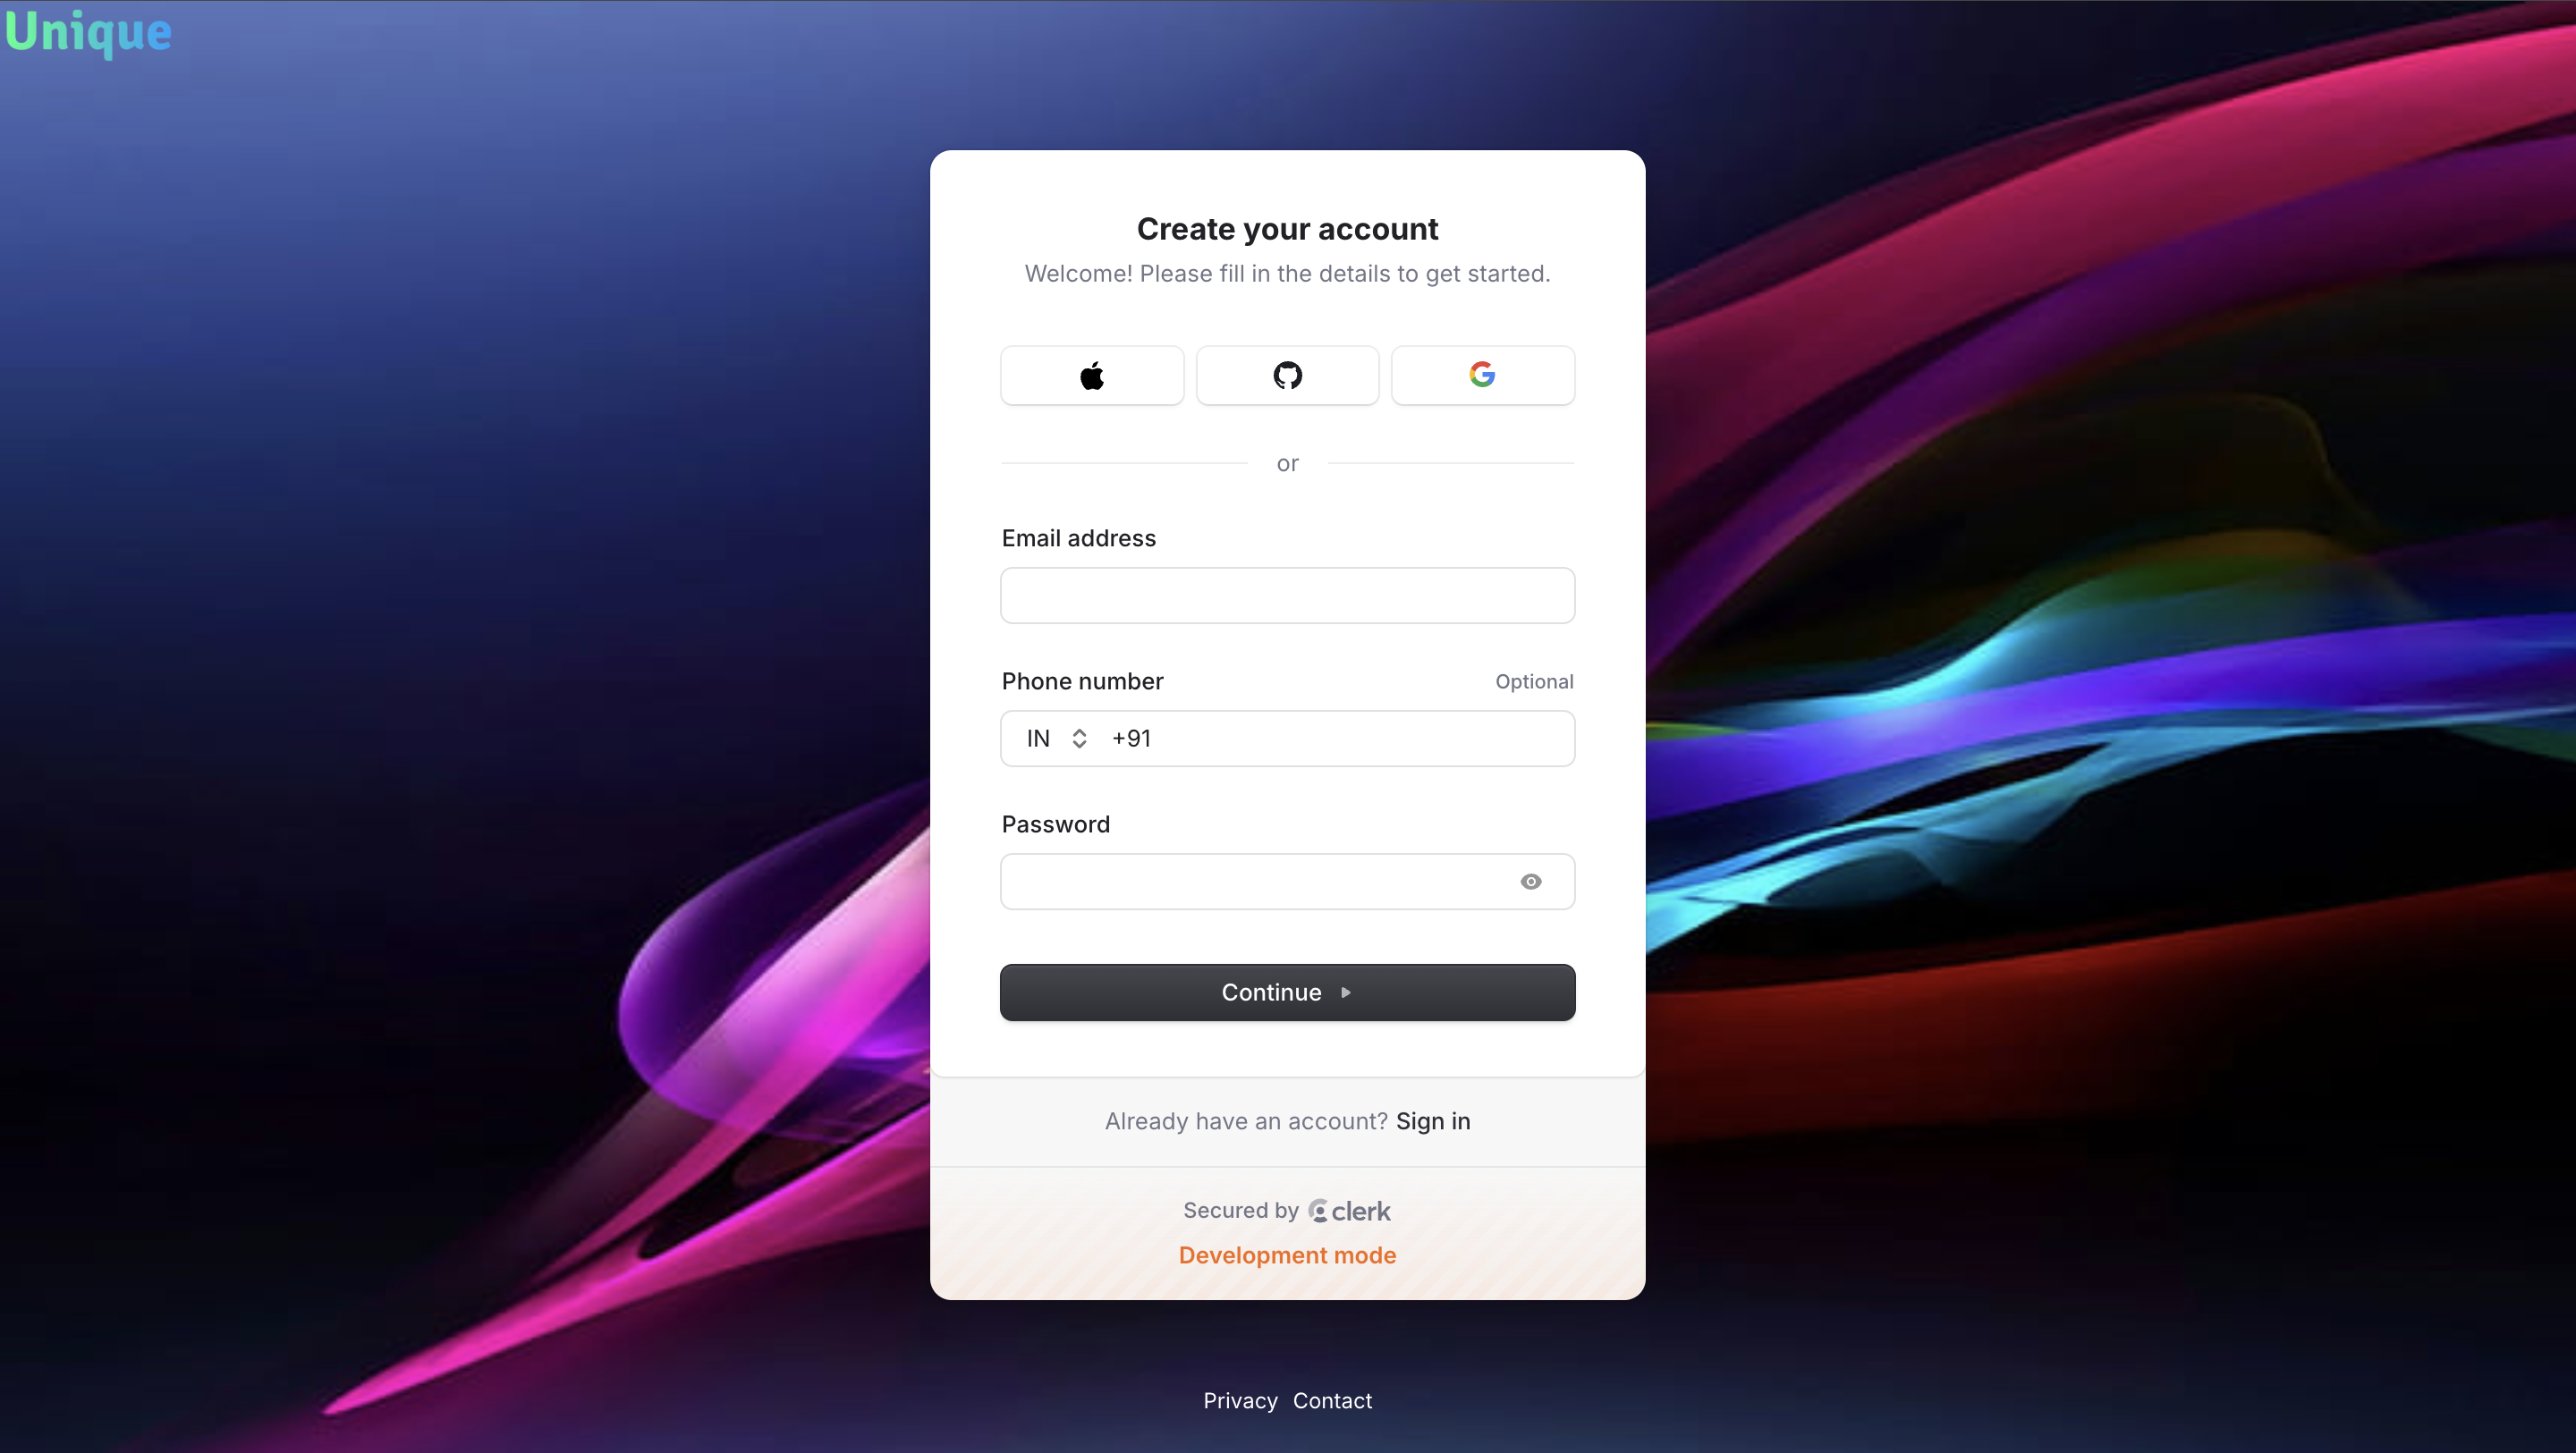 Unique
Create your account
Welcome! Please fill in the details to get started.
or
Email address
Phone number Optional
IN +91
Password
Continue
Already have an account? Sign in
Secured by clerk
Development mode
Privacy Contact